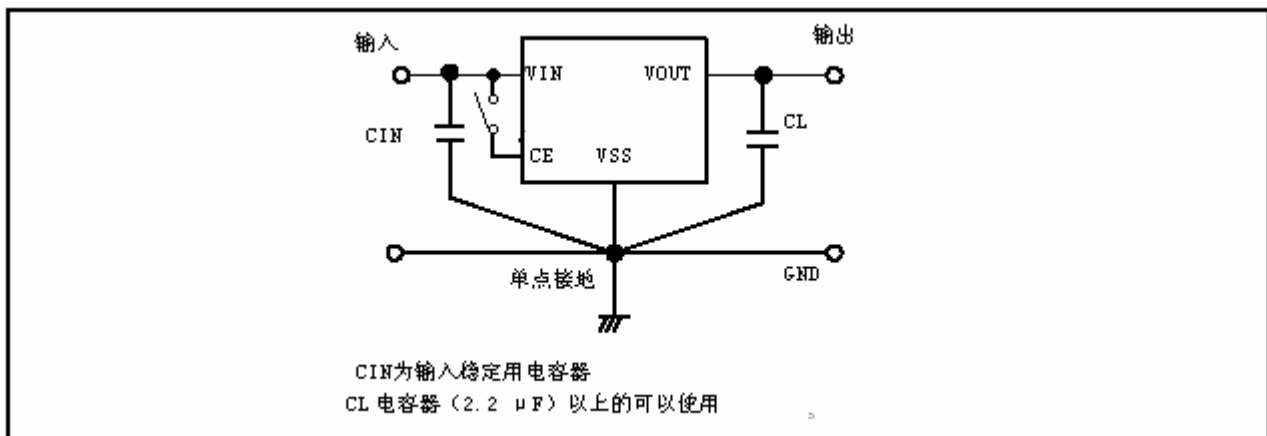 输入
输出
VIN
VOUT
CIN
CL
CE
VSS
单点接地
GND
CIN为输入稳定用电容器
CL 电容器（2.2 μF）以上的可以使用